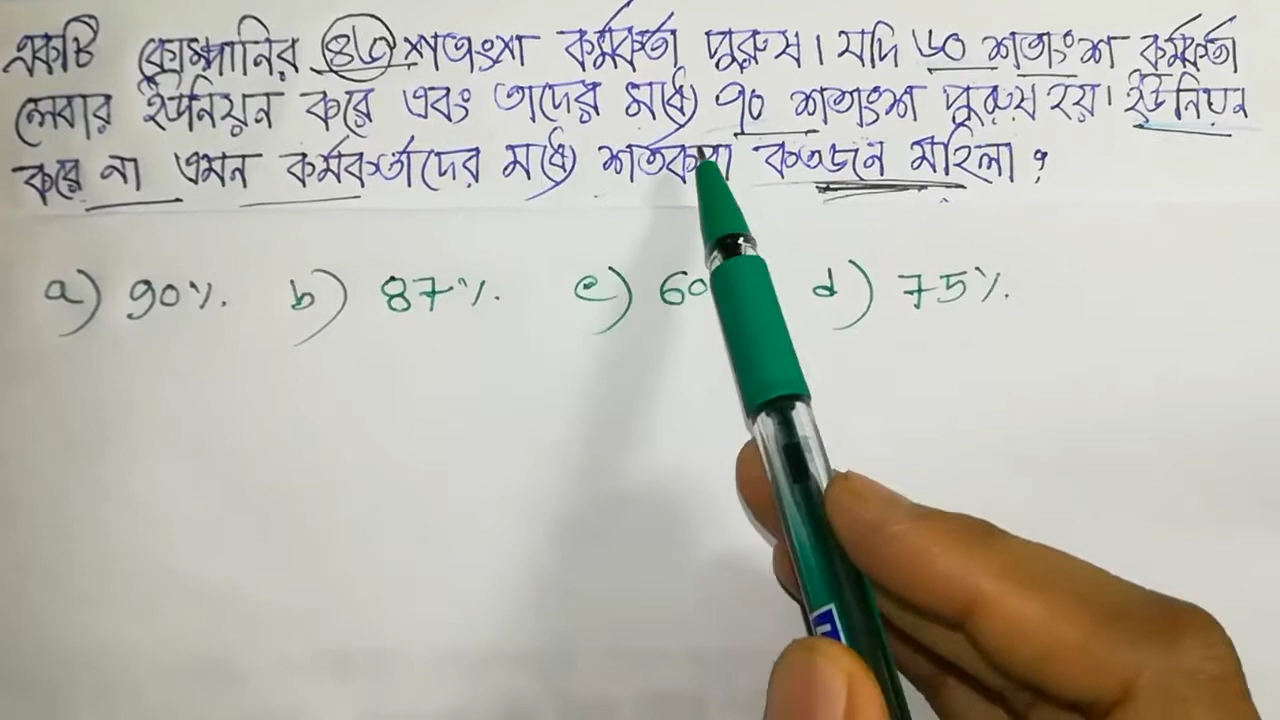 একটি কোম্পানির ৪৬ শতাংশ কর্মকর্তা পুরুষ। যদি ৬০ শতাংশ কর্মকর্তা
লেবার ইউনিয়ন করে এবং তাদের মধ্যে ৭০ শতাংশ পুরুষ হয়। ইউনিয়ন
করে না এমন কর্মকর্তাদের মধ্যে কতজন মহিলা ?
a) 90%. b) 87%. c) 60 d) 75%.